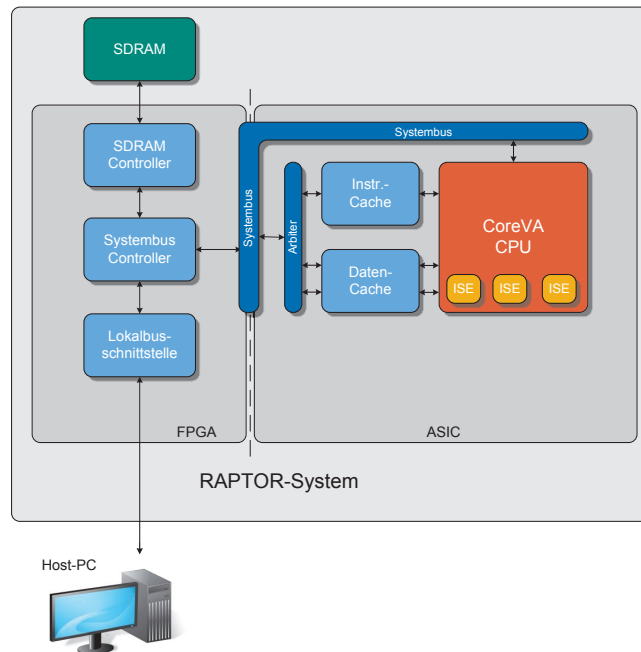 SDRAM
SDRAM
Controller
Systembus
Controller
Lokalbus-
schnittstelle
FPGA
Systembus
Systembus
Arbiter
Instr.-
Cache
Daten-
Cache
CoreVA
CPU
ISE
ISE
ISE
ASIC
RAPTOR-System
Host-PC